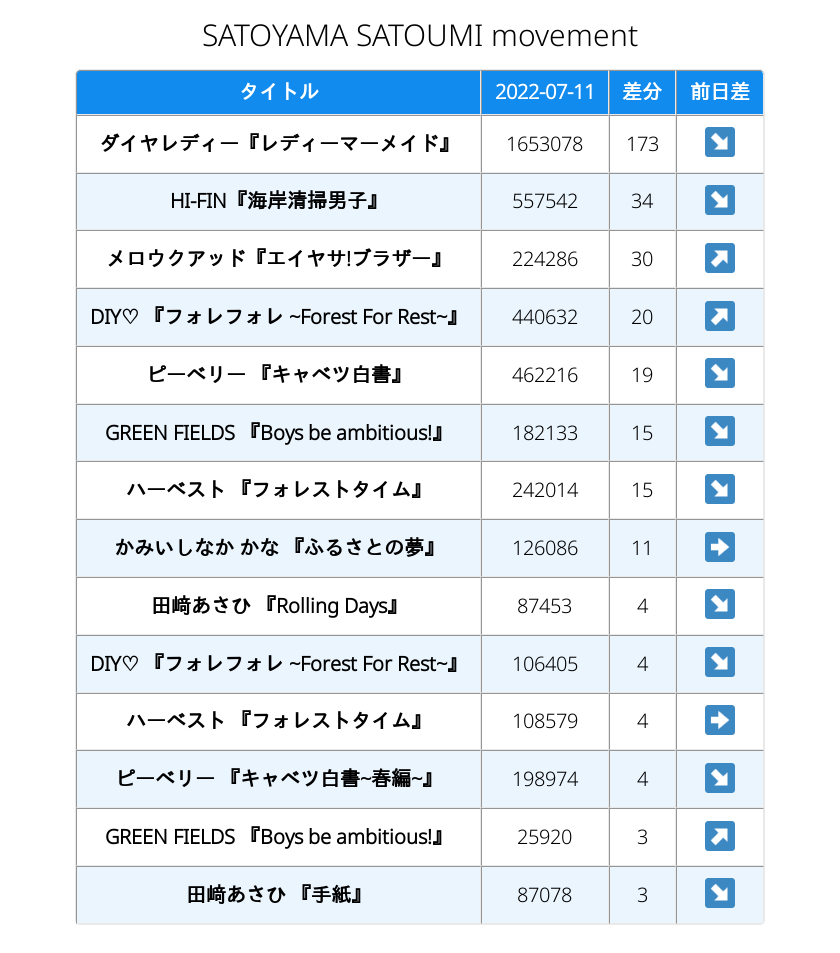 SATOYAMA SATOUMI movement
タイトル 2022-07-11 差分 前日差
ダイヤレディー『レディーマーメイド』 1653078 173 ↘
HI-FIN『海岸清掃男子』 557542 34 ↘
メロウクアッド『エイヤサ!ブラザー』 224286 30 ↗
DIY♡ 『フォレフォレ ~Forest For Rest~』 440632 20 ↗
ピーベリー 『キャベツ白書』 462216 19 ↘
GREEN FIELDS 『Boys be ambitious!』 182133 15 ↘
ハーベスト 『フォレストタイム』 242014 15 ↘
かみいしなか かな 『ふるさとの夢』 126086 11 ➡
田﨑あさひ 『Rolling Days』 87453 4 ↘
DIY♡ 『フォレフォレ ~Forest For Rest~』 106405 4 ↘
ハーベスト 『フォレストタイム』 108579 4 ➡
ピーベリー 『キャベツ白書~春編~』 198974 4 ↘
GREEN FIELDS 『Boys be ambitious!』 25920 3 ↗
田﨑あさひ 『手紙』 87078 3 ↘